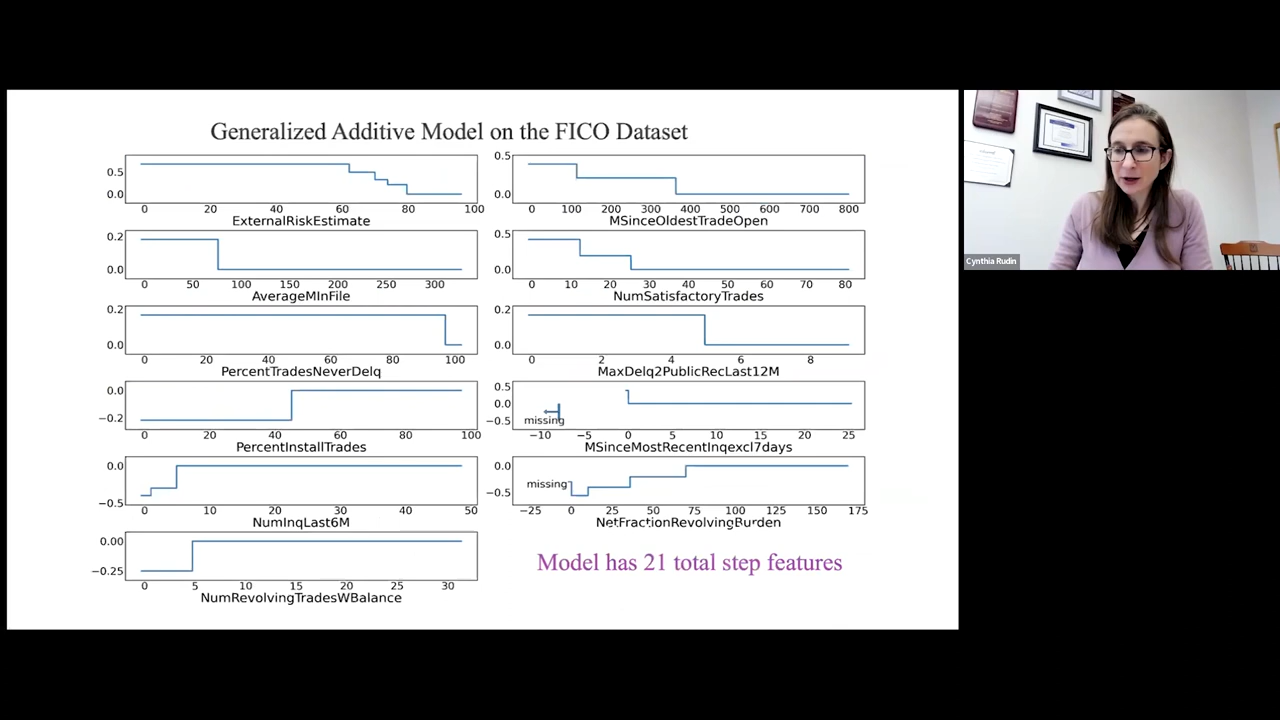 Generalized Additive Model on the FICO Dataset
0.5
0.0
0 20 40 60 80 100
ExternalRiskEstimate
0.5
0.0
0 100 200 300 400 500 600 700 800
MSinceOldestTradeOpen
0.2
0.0
0 50 100 150 200 250 300
AverageMInFile
0.5
0.0
0 10 20 30 40 50 60 70 80
NumSatisfactoryTrades
0.2
0.0
0 20 40 60 80 100
PercentTradesNeverDelq
0.2
0.0
0 2 4 6 8
MaxDelq2PublicRecLast12M
0.0
−0.2
0 20 40 60 80 100
PercentInstallTrades
0.5
0.0
−0.5
missing
−10 −5 0 5 10 15 20 25
MSinceMostRecentInqexcl7days
0.0
−0.5
0 10 20 30 40 50
NumInqLast6M
0.0
−0.5
missing
−25 0 25 50 75 100 125 150 175
NetFractionRevolvingBurden
0.00
−0.25
0 5 10 15 20 25 30
NumRevolvingTradesWBalance
Model has 21 total step features
Cynthia Rudin